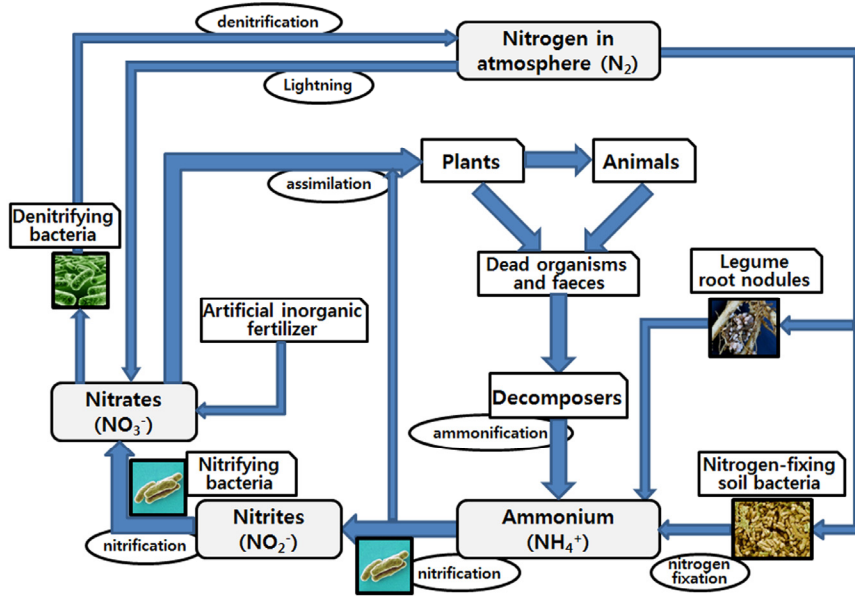 denitrification
Nitrogen in
atmosphere (N₂)
Lightning
Plants
Animals
assimilation
Denitrifying
bacteria
Dead organisms
and faeces
Legume
root nodules
Artificial inorganic
fertilizer
Nitrates
(NO₃⁻)
Decomposers
ammonification
Nitrifying
bacteria
Nitrogen-fixing
soil bacteria
Nitrites
(NO₂⁻)
Ammonium
(NH₄⁺)
nitrification
nitrification
nitrogen
fixation